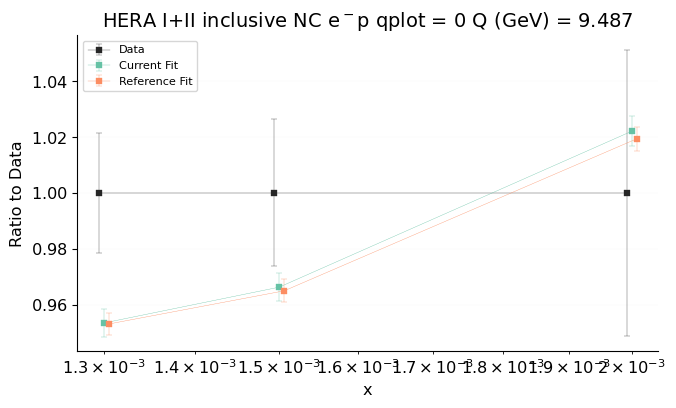 HERA I+II inclusive NC e⁻p qplot = 0 Q (GeV) = 9.487
Data
Current Fit
Reference Fit
Ratio to Data
1.04
1.02
1.00
0.98
0.96
1.3 × 10⁻³ 1.4 × 10⁻³ 1.5 × 10⁻³ 1.6 × 10⁻³ 1.7 × 10⁻³ 1.8 × 10⁻³ 1.9 × 10⁻³ 2 × 10⁻³
x